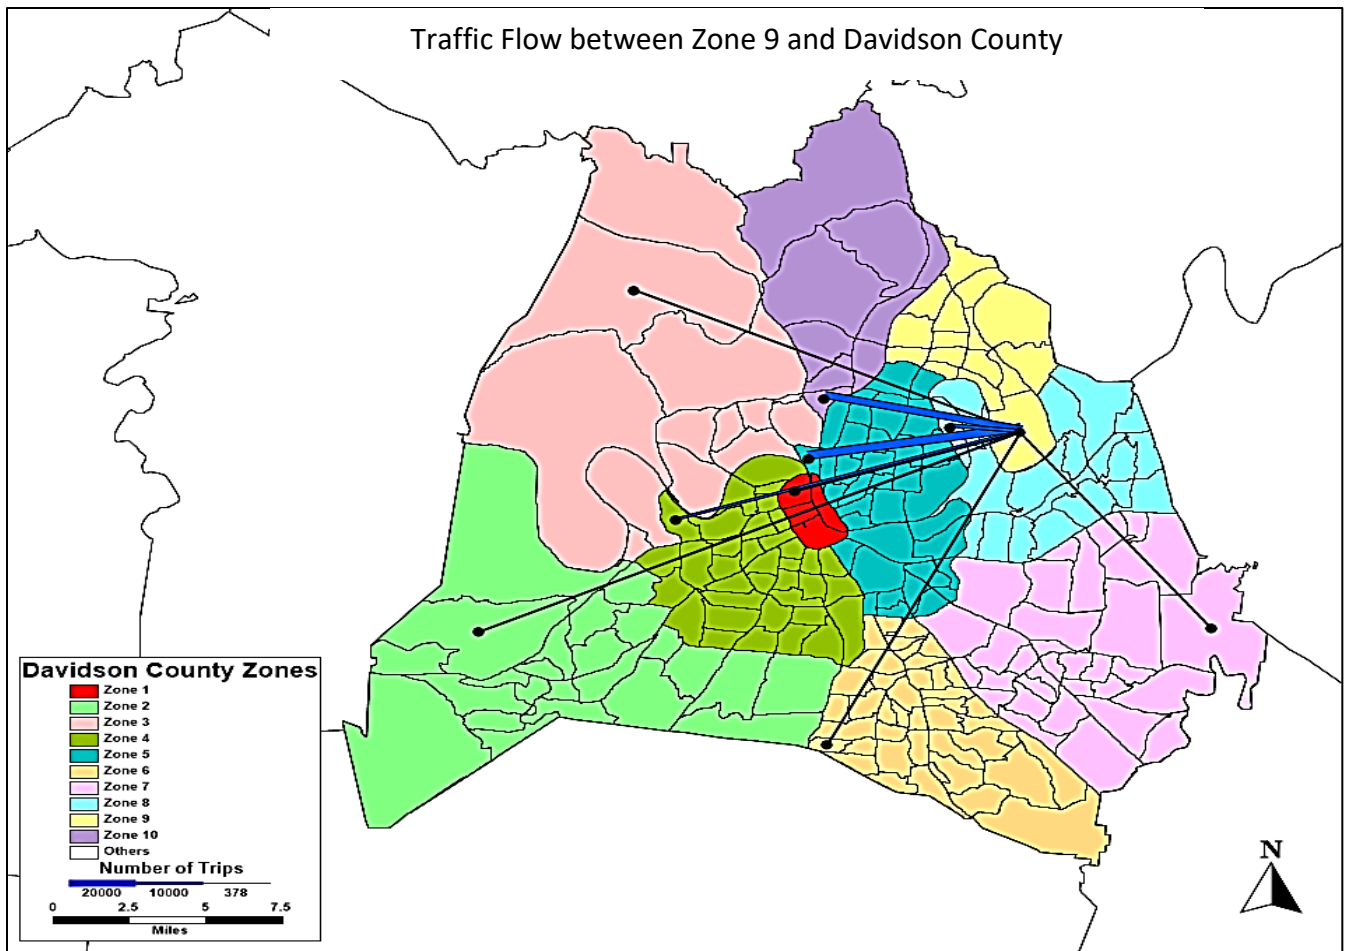 Traffic Flow between Zone 9 and Davidson County
Davidson County Zones
Zone 1
Zone 2
Zone 3
Zone 4
Zone 5
Zone 6
Zone 7
Zone 8
Zone 9
Zone 10
Others
Number of Trips
20000 10000 378
0 2.5 5 7.5
Miles
N